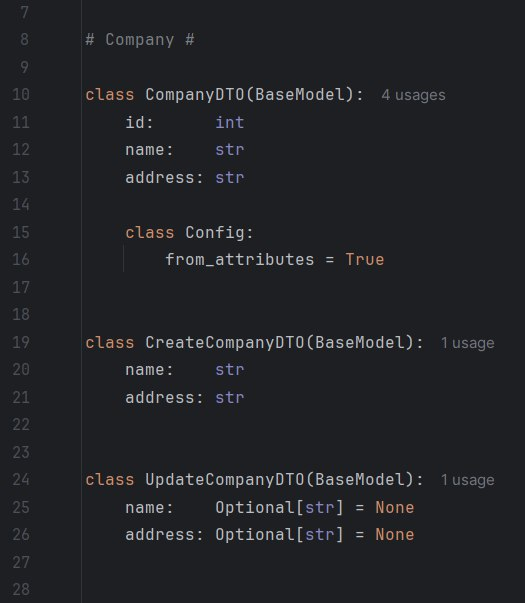 7
8 # Company #
9
10 class CompanyDTO(BaseModel): 4 usages
11 id: int
12 name: str
13 address: str
14
15 class Config:
16 from_attributes = True
17
18
19 class CreateCompanyDTO(BaseModel): 1 usage
20 name: str
21 address: str
22
23
24 class UpdateCompanyDTO(BaseModel): 1 usage
25 name: Optional[str] = None
26 address: Optional[str] = None
27
28